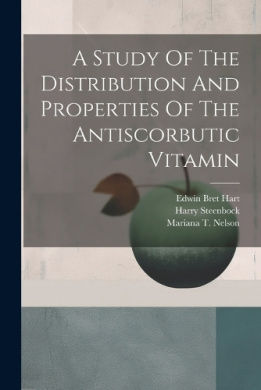 A Study Of The
Distribution And
Properties Of The
Antiscorbutic
Vitamin
Edwin Bret Hart
Harry Steenbock
Mariana T. Nelson